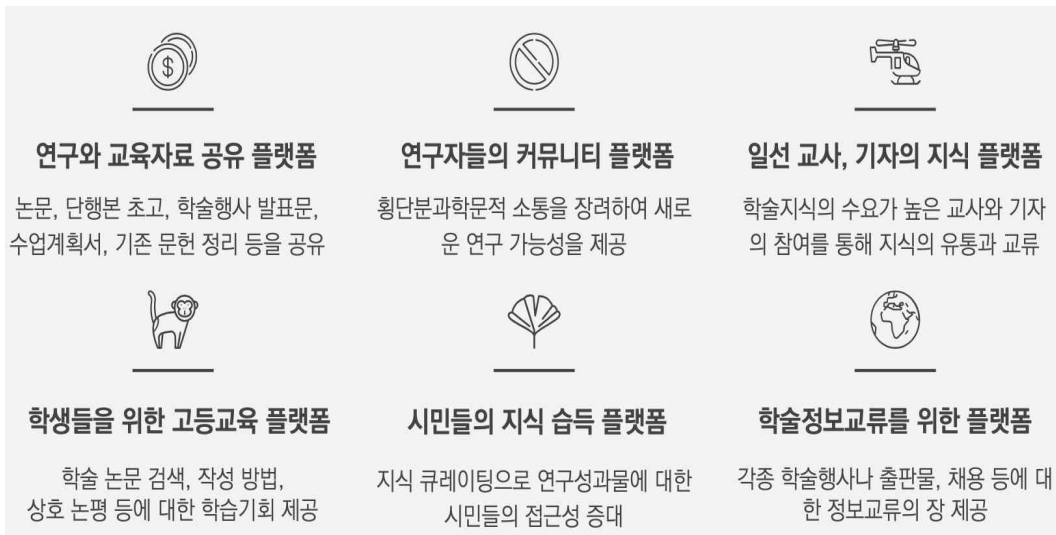 $
연구와 교육자료 공유 플랫폼
논문, 단행본 초고, 학술행사 발표문,
수업계획서, 기존 문헌 정리 등을 공유
연구자들의 커뮤니티 플랫폼
횡단분과학문적 소통을 장려하여 새로
운 연구 가능성을 제공
일선 교사, 기자의 지식 플랫폼
학술지식의 수요가 높은 교사와 기자
의 참여를 통해 지식의 유통과 교류
학생들을 위한 고등교육 플랫폼
학술 논문 검색, 작성 방법,
상호 논평 등에 대한 학습기회 제공
시민들의 지식 습득 플랫폼
지식 큐레이팅으로 연구성과물에 대한
시민들의 접근성 증대
학술정보교류를 위한 플랫폼
각종 학술행사나 출판물, 채용 등에 대
한 정보교류의 장 제공